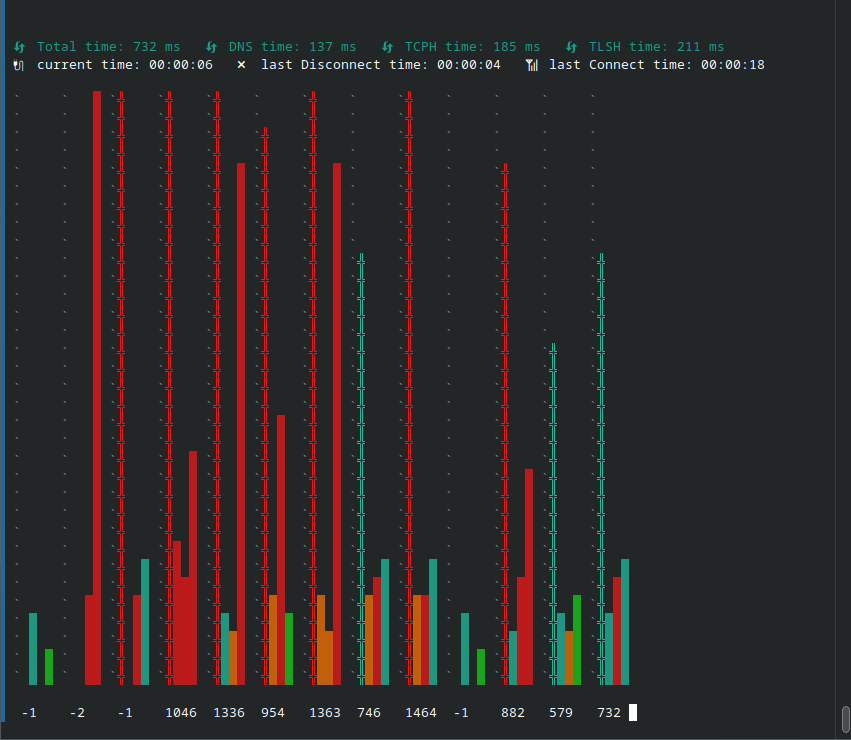 Total time: 732 ms DNS time: 137 ms TCPH time: 185 ms TLSH time: 211 ms
current time: 00:00:06 × last Disconnect time: 00:00:04 last Connect time: 00:00:18
-1 -2 -1 1046 1336 954 1363 746 1464 -1 882 579 732